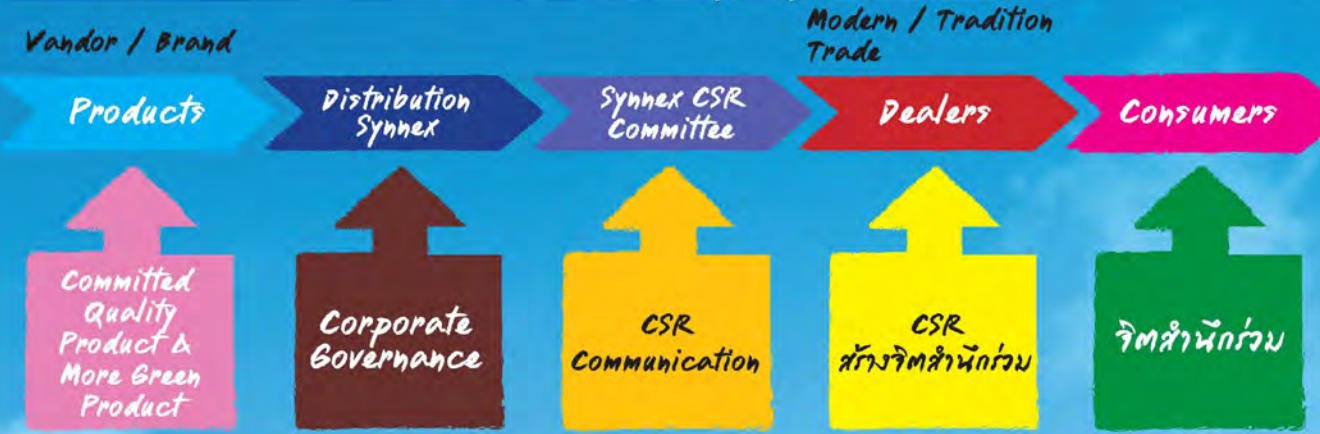 Vandor / Brand
Modern / Tradition
Trade
Products
Distribution
Synnex
Synnex CSR
Committee
Dealers
Consumers
Committed
Quality
Product &
More Green
Product
Corporate
Governance
CSR
Communication
CSR
สร้างจิตสำนึกร่วม
จิตสำนึกร่วม